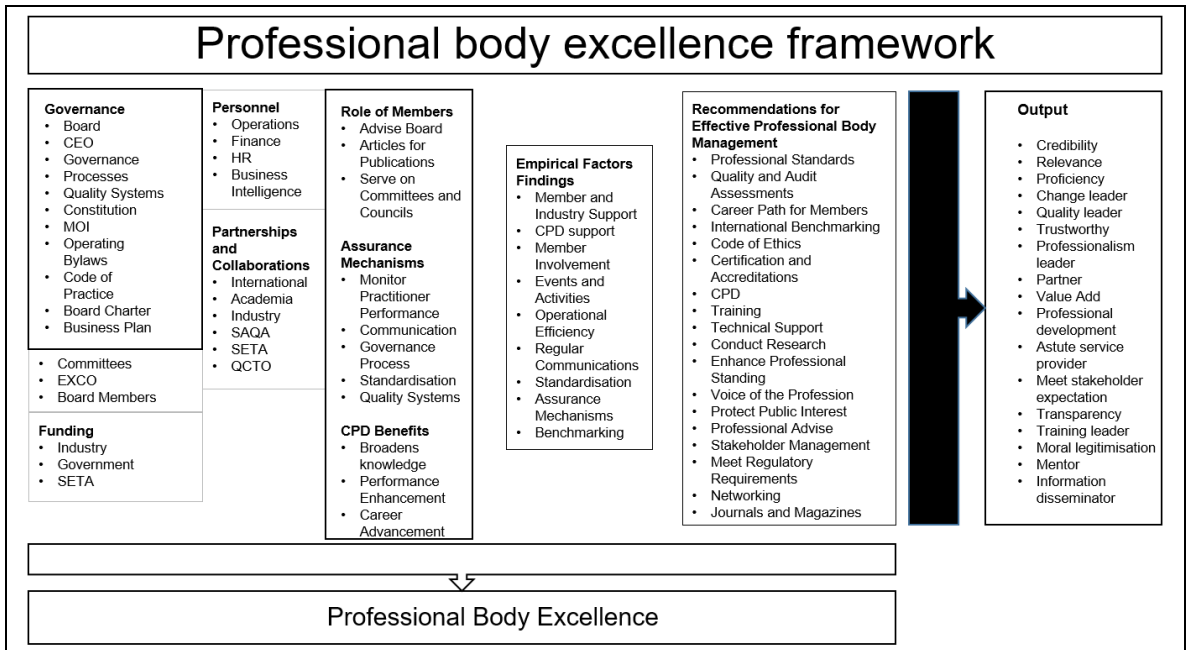 Professional body excellence framework
Governance
• Board
• CEO
• Governance
• Processes
• Quality Systems
• Constitution
• MOI
• Operating
Bylaws
• Code of
Practice
• Board Charter
• Business Plan
• Committees
• EXCO
• Board Members
Funding
• Industry
• Government
• SETA
Personnel
• Operations
• Finance
• HR
• Business
Intelligence
Partnerships
and
Collaborations
• International
• Academia
• Industry
• SAQA
• SETA
• QCTO
Role of Members
• Advise Board
• Articles for
Publications
• Serve on
Committees and
Councils
Assurance
Mechanisms
• Monitor
Practitioner
Performance
• Communication
• Governance
Process
• Standardisation
• Quality Systems
CPD Benefits
• Broadens
knowledge
• Performance
Enhancement
• Career
Advancement
Empirical Factors
Findings
• Member and
Industry Support
• CPD support
• Member
Involvement
• Events and
Activities
• Operational
Efficiency
• Regular
Communications
• Standardisation
• Assurance
Mechanisms
• Benchmarking
Recommendations for
Effective Professional Body
Management
• Professional Standards
• Quality and Audit
Assessments
• Career Path for Members
• International Benchmarking
• Code of Ethics
• Certification and
Accreditations
• CPD
• Training
• Technical Support
• Conduct Research
• Enhance Professional
Standing
• Voice of the Profession
• Protect Public Interest
• Professional Advise
• Stakeholder Management
• Meet Regulatory
Requirements
• Networking
• Journals and Magazines
Output
• Credibility
• Relevance
• Proficiency
• Change leader
• Quality leader
• Trustworthy
• Professionalism
leader
• Partner
• Value Add
• Professional
development
• Astute service
provider
• Meet stakeholder
expectation
• Transparency
• Training leader
• Moral legitimisation
• Mentor
• Information
disseminator
Professional Body Excellence